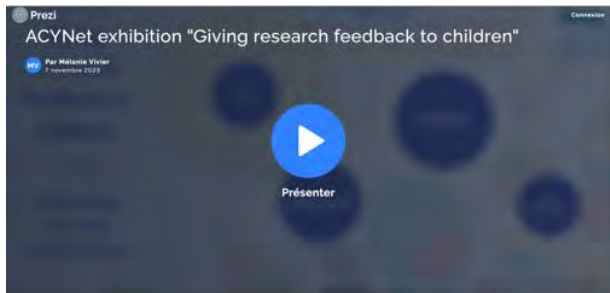 Prezi
Connexion
ACYNet exhibition "Giving research feedback to children"
MV
Par Mélanie Vivier
7 novembre 2023
Présenter